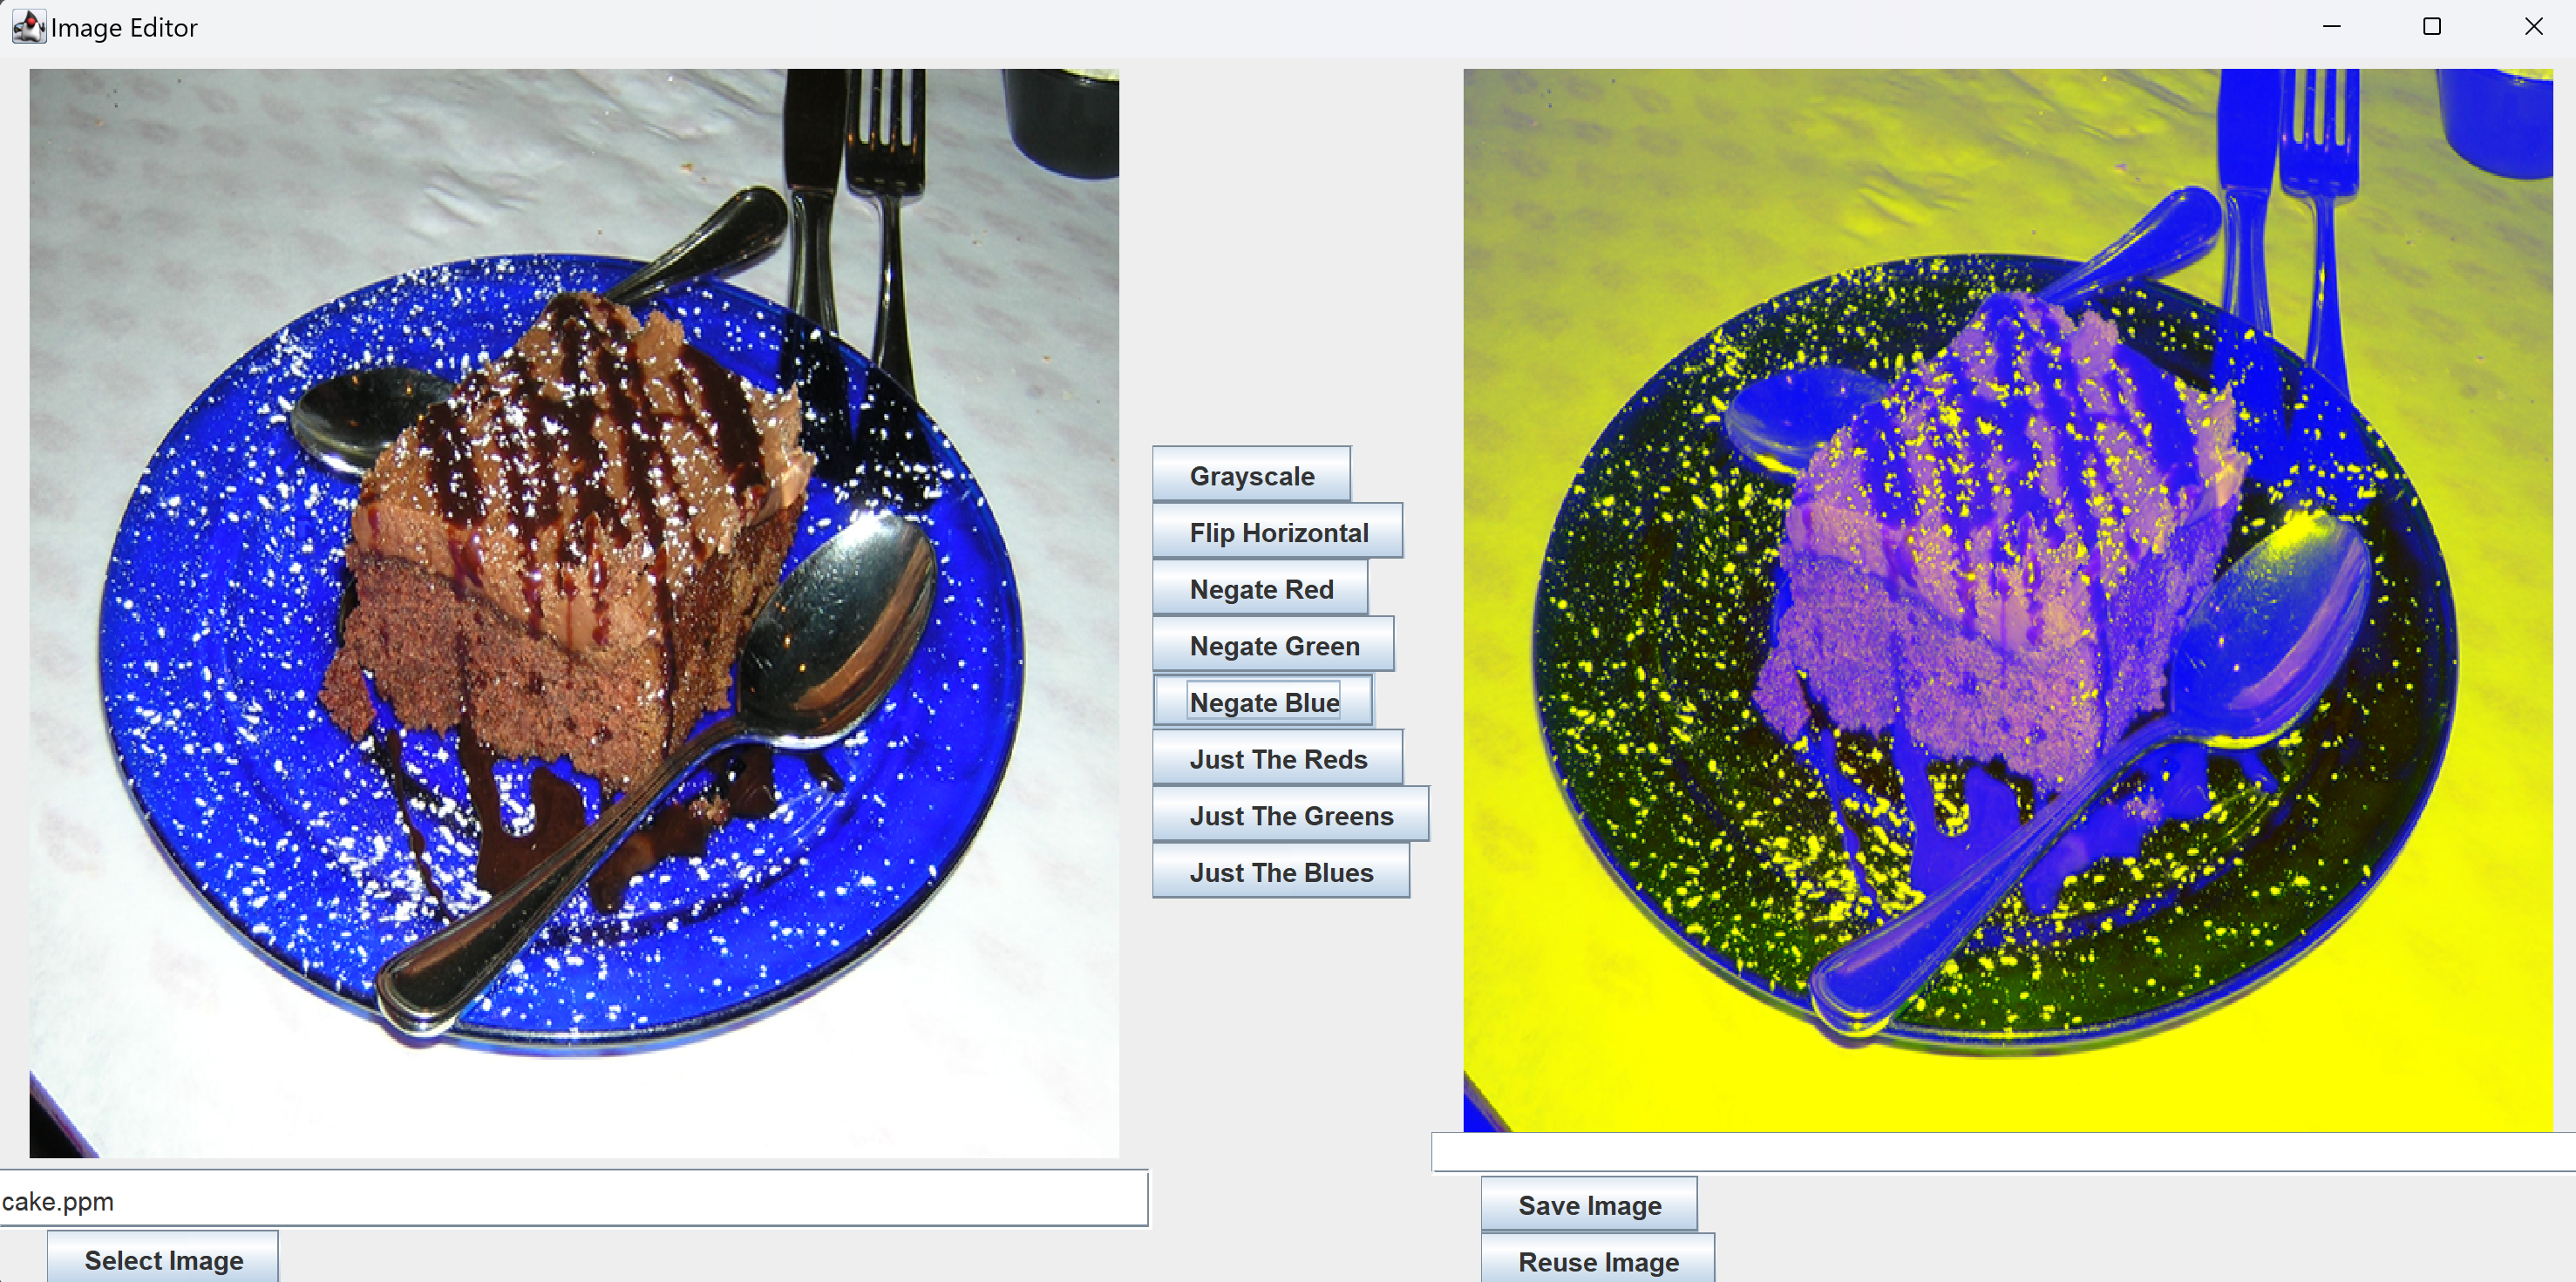 Image Editor
Grayscale
Flip Horizontal
Negate Red
Negate Green
Negate Blue
Just The Reds
Just The Greens
Just The Blues
cake.ppm
Select Image
Save Image
Reuse Image